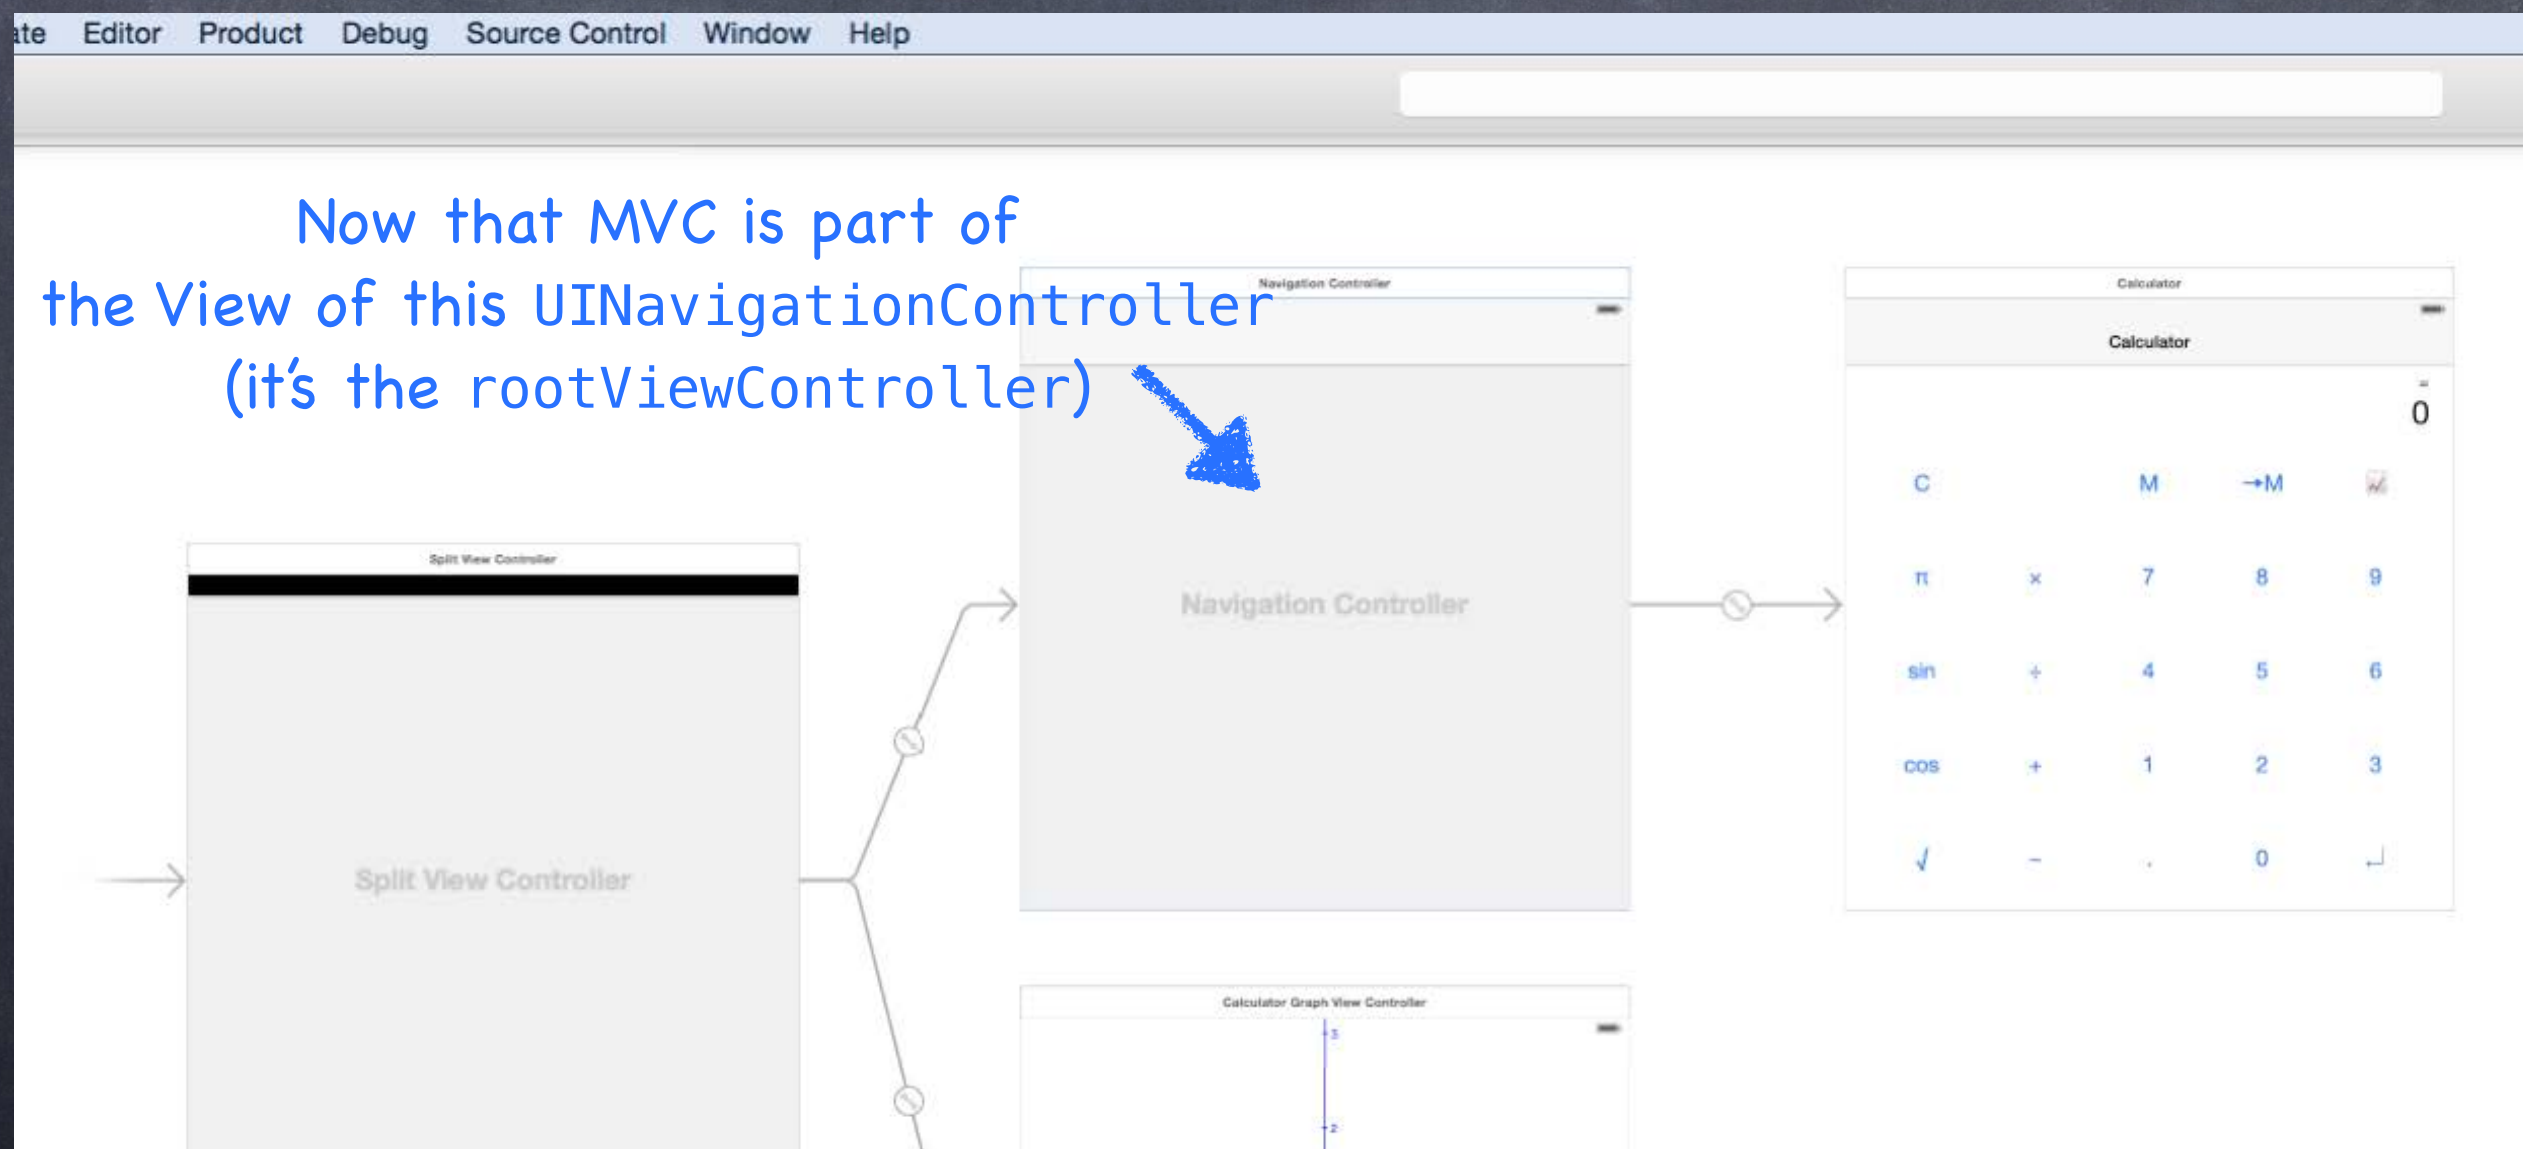 ate Editor Product Debug Source Control Window Help
Now that MVC is part of
the View of this UINavigationController
(it's the rootViewController)
Navigation Controller
Navigation Controller
Calculator
Calculator
=
0
C M →M
π × 7 8 9
sin ÷ 4 5 6
cos + 1 2 3
√ - . 0 ↵
Split View Controller
Split View Controller
Calculator Graph View Controller
3
2